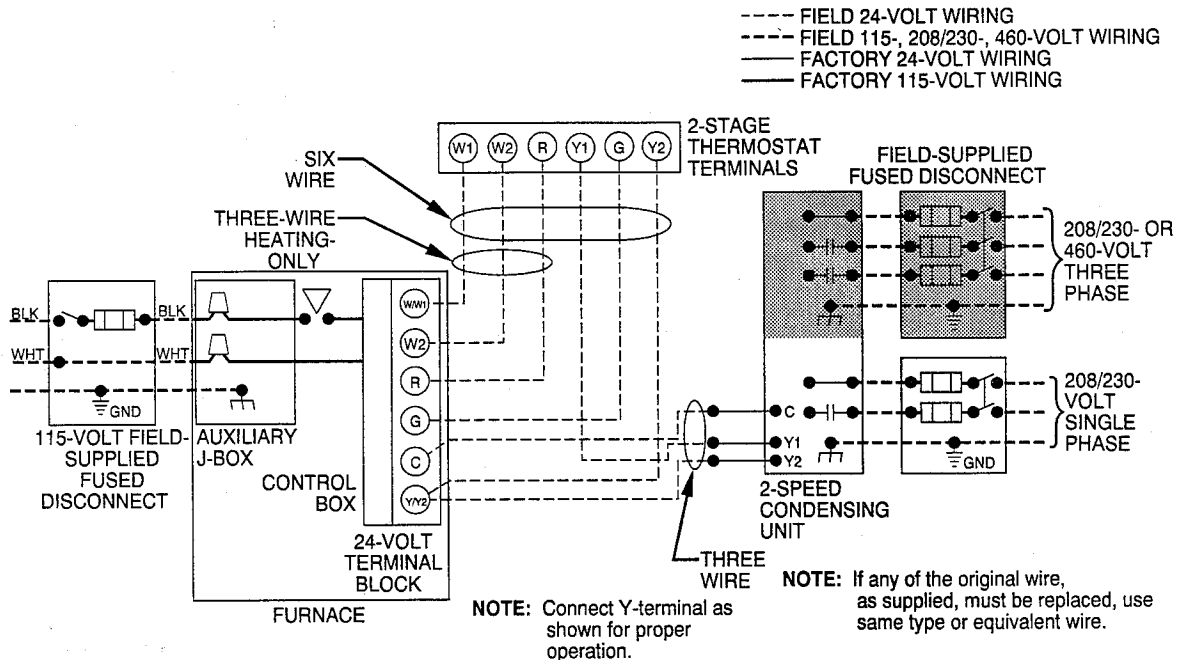 FIELD 24-VOLT WIRING
FIELD 115-, 208/230-, 460-VOLT WIRING
FACTORY 24-VOLT WIRING
FACTORY 115-VOLT WIRING
W1 W2 R Y1 G Y2
2-STAGE
THERMOSTAT
TERMINALS
SIX
WIRE
THREE-WIRE
HEATING-
ONLY
FIELD-SUPPLIED
FUSED DISCONNECT
208/230- OR
460-VOLT
THREE
PHASE
BLK
BLK
WHT
WHT
GND
115-VOLT FIELD-
SUPPLIED
FUSED
DISCONNECT
AUXILIARY
J-BOX
CONTROL
BOX
W/W1
W2
R
G
C
Y/Y2
24-VOLT
TERMINAL
BLOCK
FURNACE
C
Y1
Y2
GND
208/230-
VOLT
SINGLE
PHASE
2-SPEED
CONDENSING
UNIT
THREE
WIRE
NOTE: Connect Y-terminal as
shown for proper
operation.
NOTE: If any of the original wire,
as supplied, must be replaced, use
same type or equivalent wire.